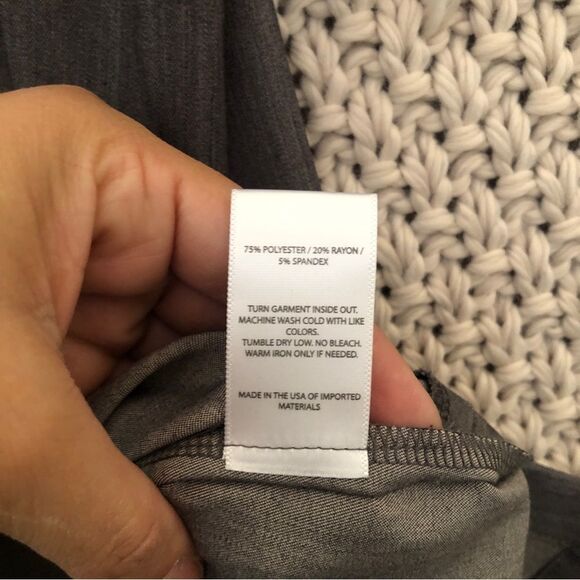 75% POLYESTER / 20% RAYON /
5% SPANDEX
TURN GARMENT INSIDE OUT.
MACHINE WASH COLD WITH LIKE
COLORS.
TUMBLE DRY LOW. NO BLEACH.
WARM IRON ONLY IF NEEDED.
MADE IN THE USA OF IMPORTED
MATERIALS